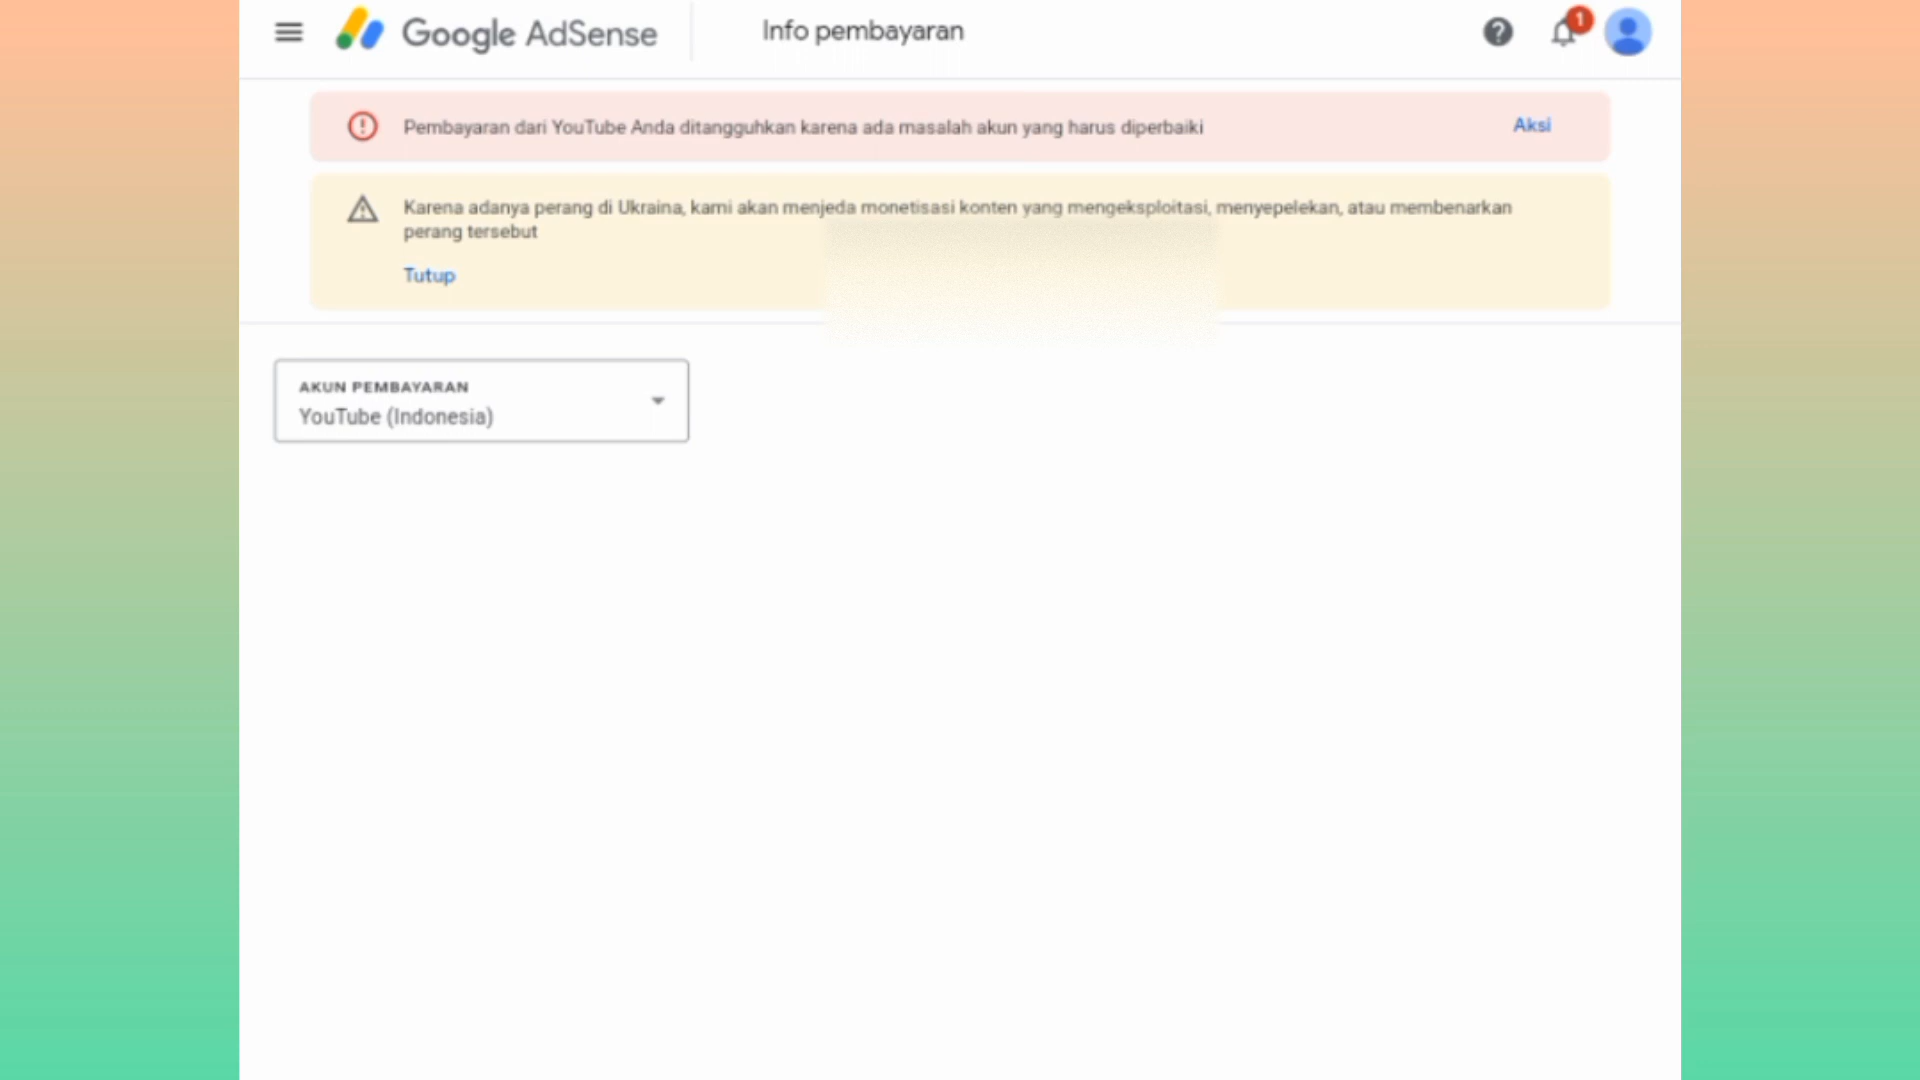 Google AdSense
Info pembayaran
1
Pembayaran dari YouTube Anda ditangguhkan karena ada masalah akun yang harus diperbaiki
Aksi
Karena adanya perang di Ukraina, kami akan menjeda monetisasi konten yang mengeksploitasi, menyepelekan, atau membenarkan
perang tersebut
Tutup
AKUN PEMBAYARAN
YouTube (Indonesia)